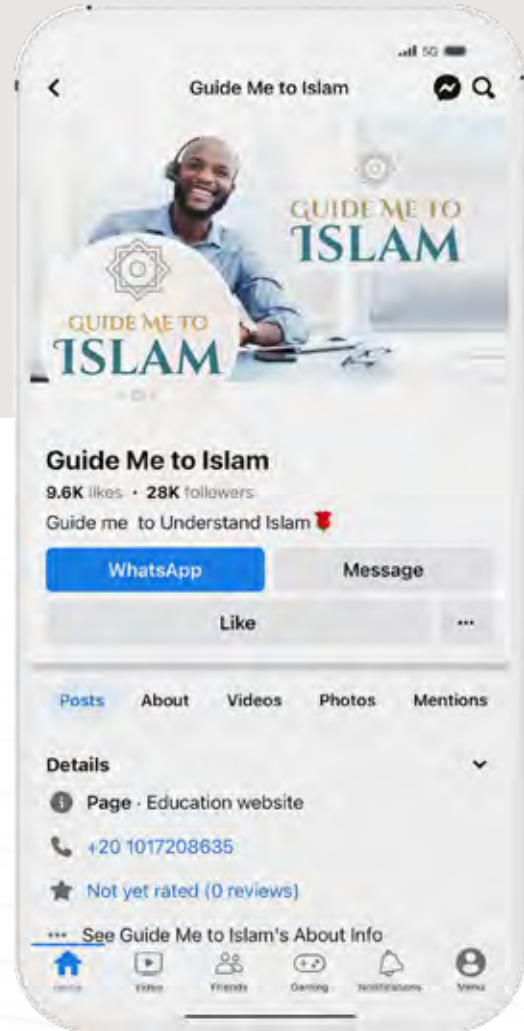 5G
Guide Me to Islam
GUIDE ME TO
ISLAM
GUIDE ME TO
ISLAM
Guide Me to Islam
9.6K likes • 28K followers
Guide me to Understand Islam
WhatsApp Message
Like ...
Posts About Videos Photos Mentions
Details
Page · Education website
+20 1017208635
Not yet rated (0 reviews)
... See Guide Me to Islam's About Info
Home Video Friends Gaming Notifications Menu